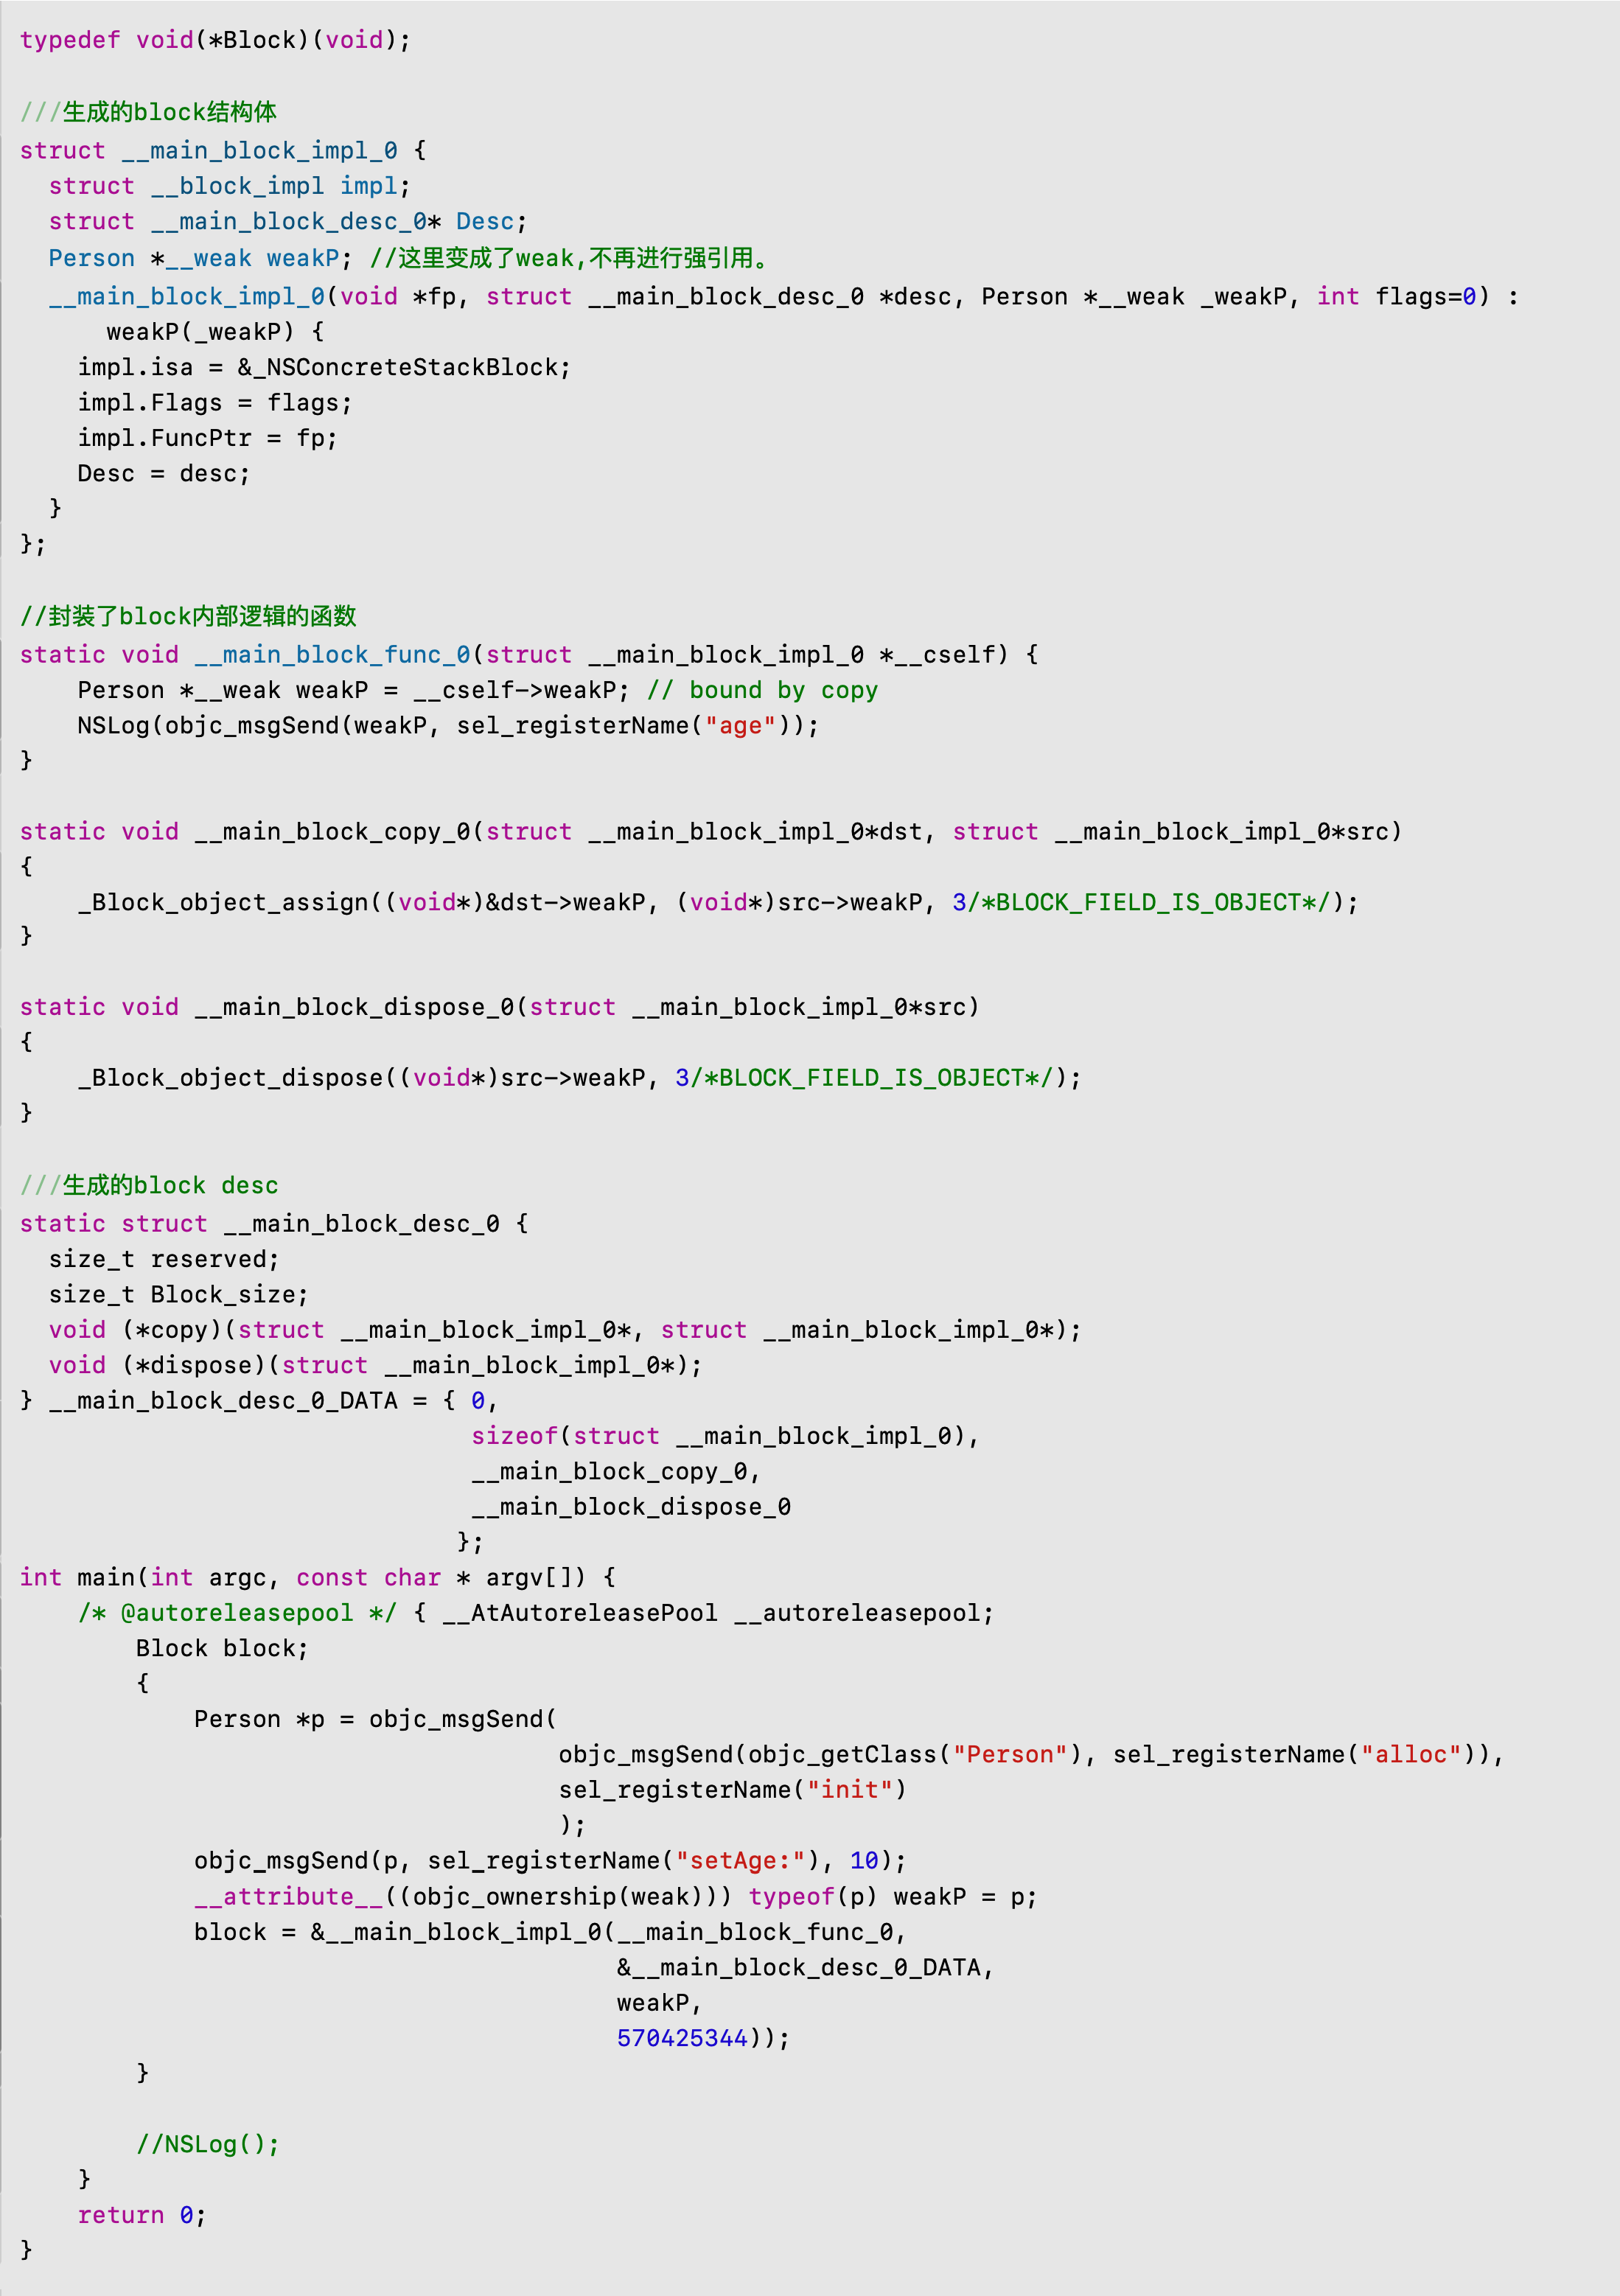 typedef void(*Block)(void);
///生成的block结构体
struct __main_block_impl_0 {
  struct __block_impl impl;
  struct __main_block_desc_0* Desc;
  Person *__weak weakP; //这里变成了weak,不再进行强引用。
  __main_block_impl_0(void *fp, struct __main_block_desc_0 *desc, Person *__weak _weakP, int flags=0) :
      weakP(_weakP) {
    impl.isa = &_NSConcreteStackBlock;
    impl.Flags = flags;
    impl.FuncPtr = fp;
    Desc = desc;
  }
};
//封装了block内部逻辑的函数
static void __main_block_func_0(struct __main_block_impl_0 *__cself) {
    Person *__weak weakP = __cself->weakP; // bound by copy
    NSLog(objc_msgSend(weakP, sel_registerName("age"));
}
static void __main_block_copy_0(struct __main_block_impl_0*dst, struct __main_block_impl_0*src)
{
    _Block_object_assign((void*)&dst->weakP, (void*)src->weakP, 3/*BLOCK_FIELD_IS_OBJECT*/);
}
static void __main_block_dispose_0(struct __main_block_impl_0*src)
{
    _Block_object_dispose((void*)src->weakP, 3/*BLOCK_FIELD_IS_OBJECT*/);
}
///生成的block desc
static struct __main_block_desc_0 {
  size_t reserved;
  size_t Block_size;
  void (*copy)(struct __main_block_impl_0*, struct __main_block_impl_0*);
  void (*dispose)(struct __main_block_impl_0*);
} __main_block_desc_0_DATA = { 0,
                               sizeof(struct __main_block_impl_0),
                               __main_block_copy_0,
                               __main_block_dispose_0
                              };
int main(int argc, const char * argv[]) {
    /* @autoreleasepool */ { __AtAutoreleasePool __autoreleasepool;
        Block block;
        {
            Person *p = objc_msgSend(
                                     objc_msgSend(objc_getClass("Person"), sel_registerName("alloc")),
                                     sel_registerName("init")
                                     );
            objc_msgSend(p, sel_registerName("setAge:"), 10);
            __attribute__((objc_ownership(weak))) typeof(p) weakP = p;
            block = &__main_block_impl_0(__main_block_func_0,
                                         &__main_block_desc_0_DATA,
                                         weakP,
                                         570425344));
        }
        //NSLog();
    }
    return 0;
}